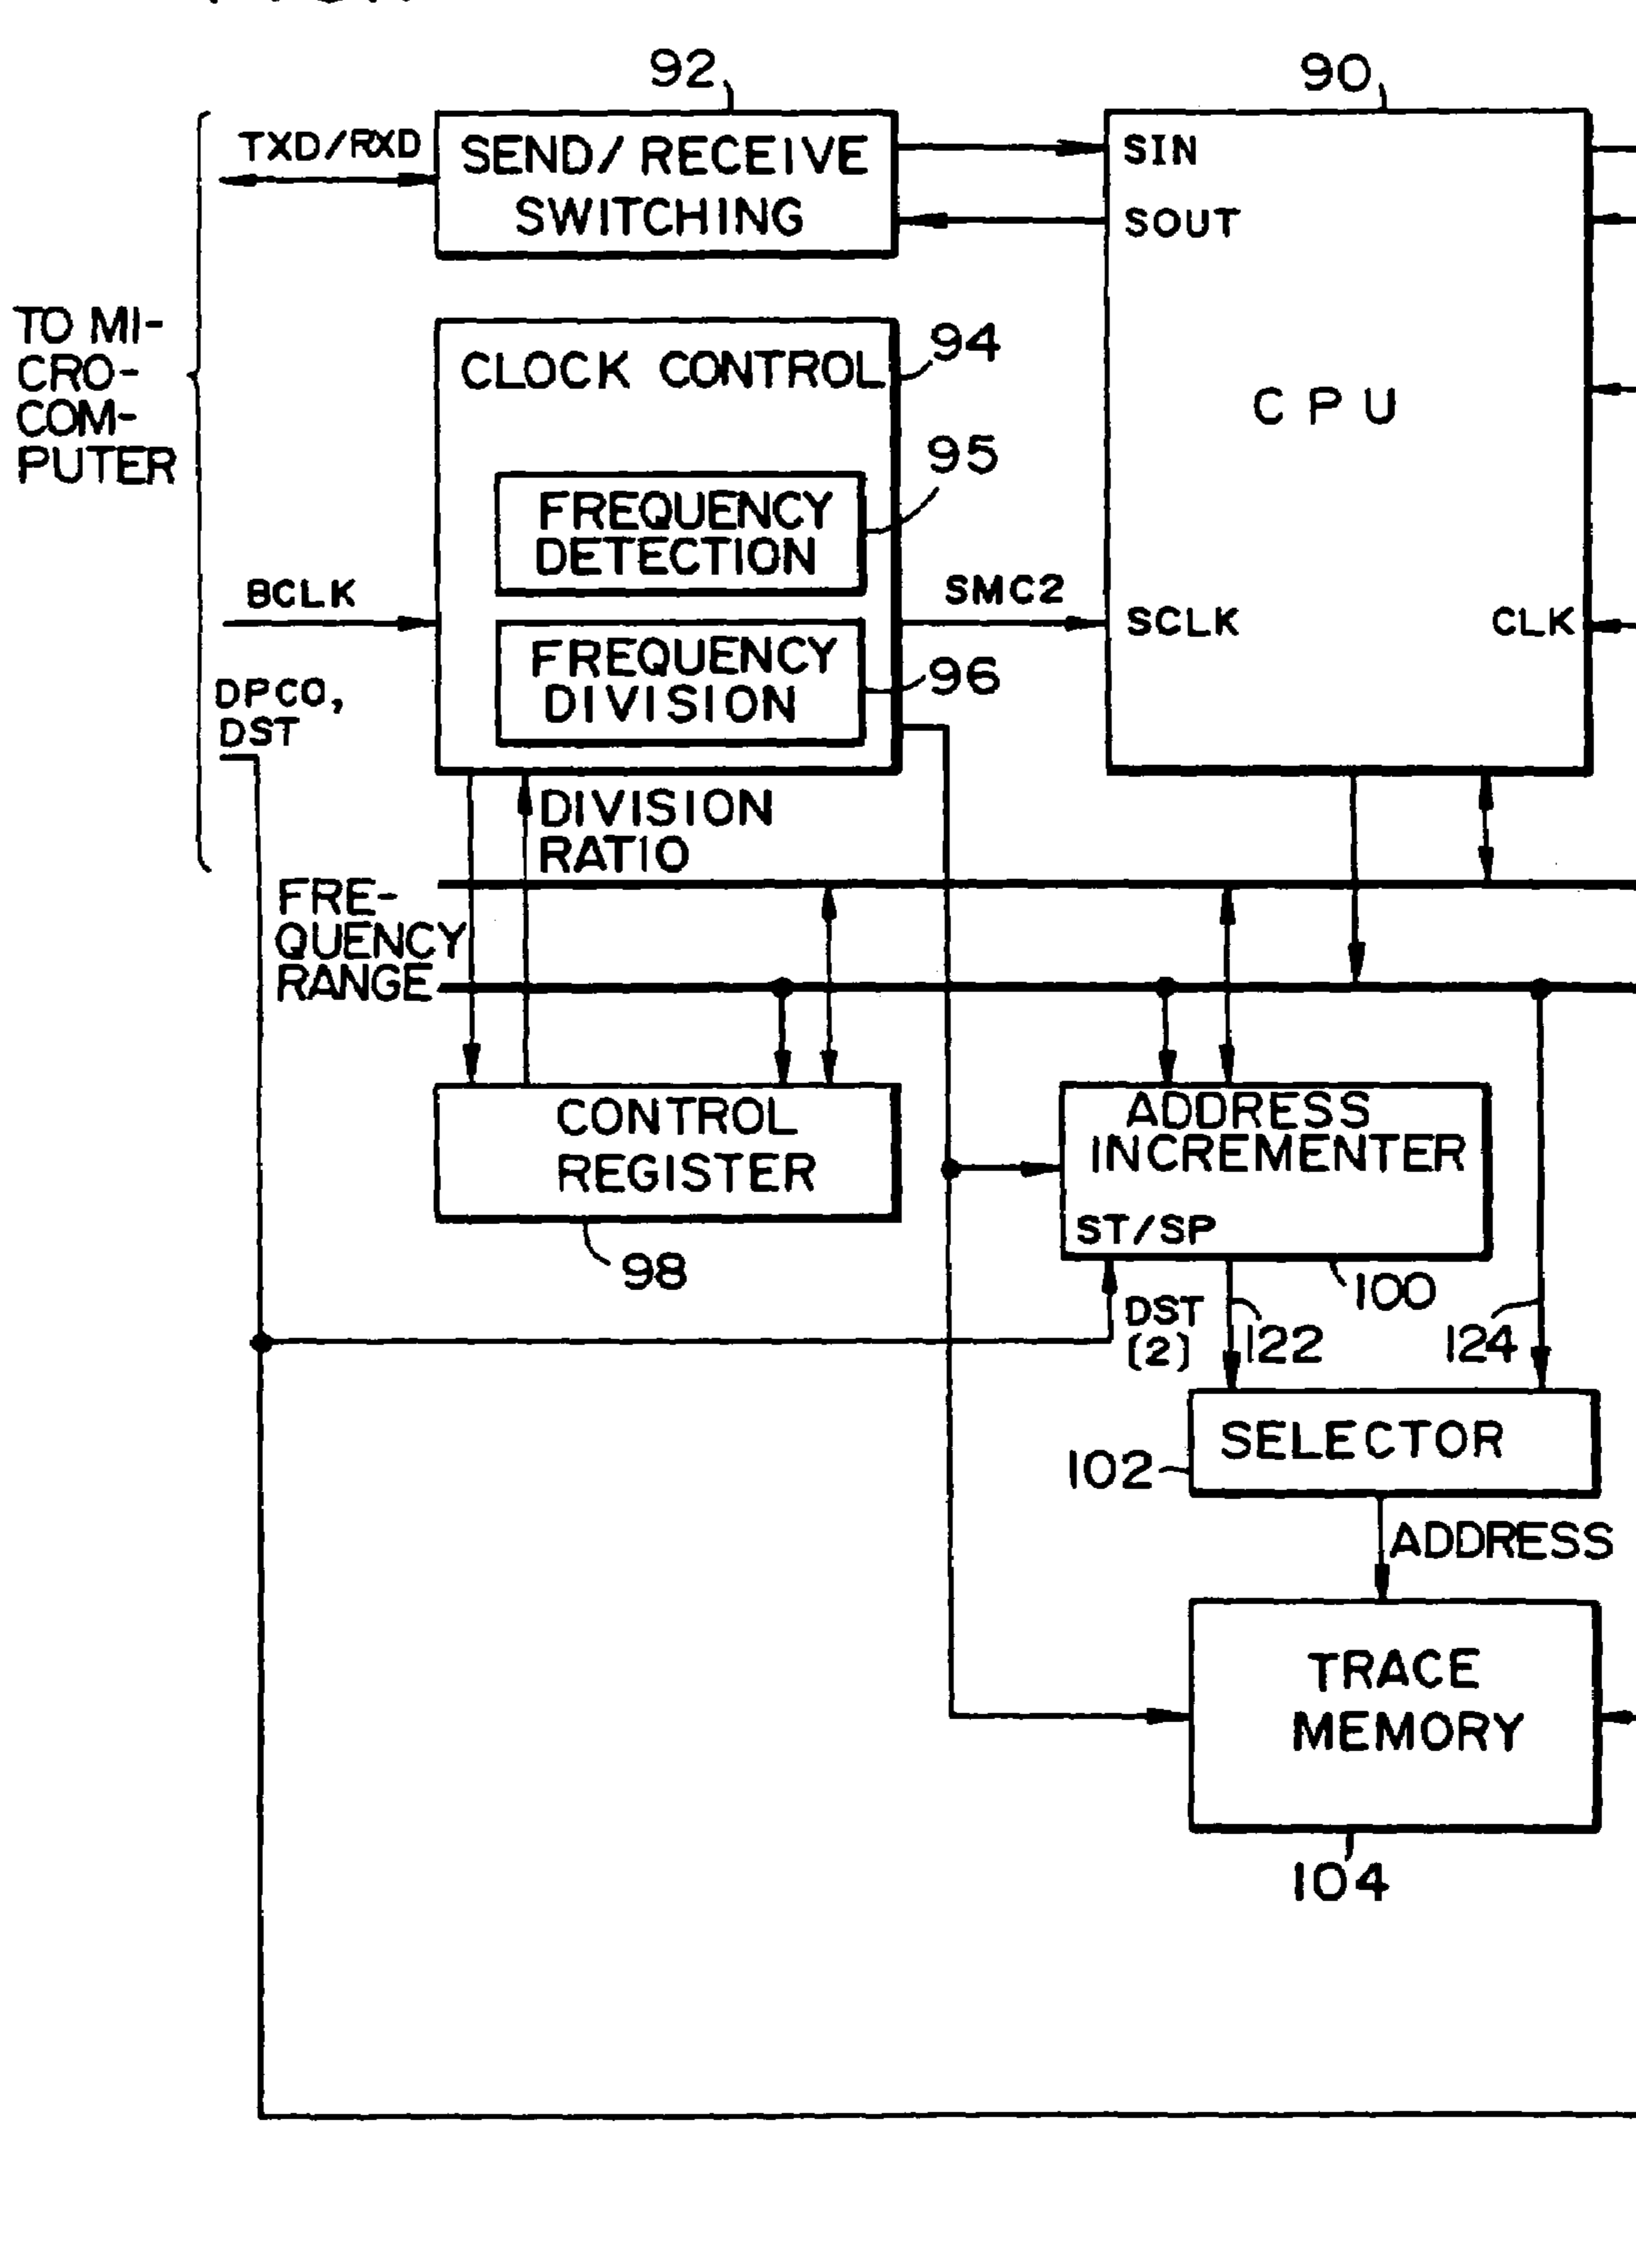 92
90
TXD/RXD
SEND/RECEIVE
SWITCHING
SIN
SOUT
TO MI-
CRO-
COM-
PUTER
CLOCK CONTROL
94
CPU
95
FREQUENCY
DETECTION
BCLK
SMC2
SCLK
CLK
FREQUENCY
DIVISION
96
DPCO,
DST
DIVISION
RATIO
FRE-
QUENCY
RANGE
CONTROL
REGISTER
98
ADDRESS
INCREMENTER
ST/SP
100
DST
(2)
122
124
SELECTOR
102
ADDRESS
TRACE
MEMORY
104